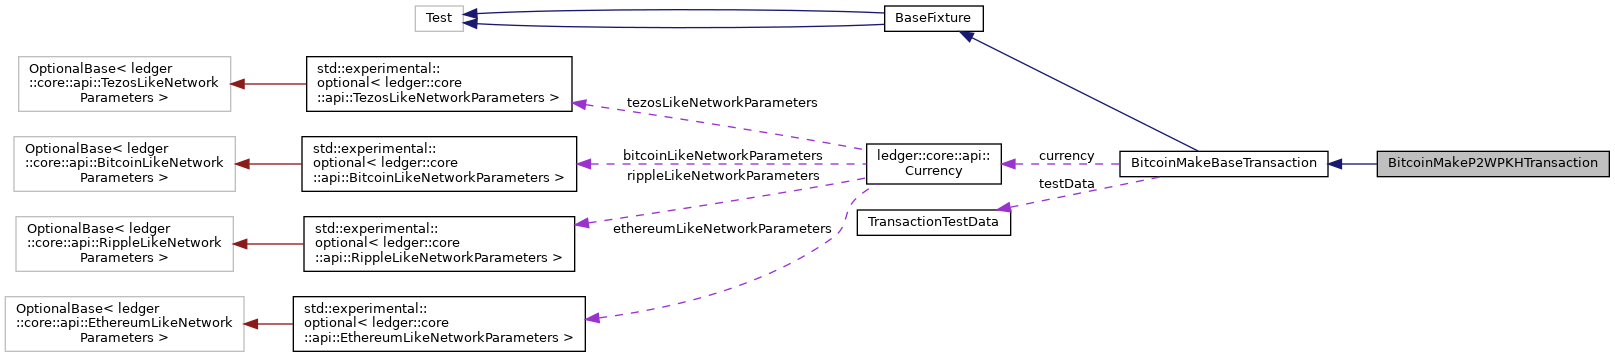 Test
BaseFixture
OptionalBase< ledger
::core::api::TezosLikeNetwork
Parameters >
std::experimental::
optional< ledger::core
::api::TezosLikeNetworkParameters >
tezosLikeNetworkParameters
OptionalBase< ledger
::core::api::BitcoinLikeNetwork
Parameters >
std::experimental::
optional< ledger::core
::api::BitcoinLikeNetworkParameters >
bitcoinLikeNetworkParameters
rippleLikeNetworkParameters
ledger::core::api::
Currency
currency
testData
BitcoinMakeBaseTransaction
BitcoinMakeP2WPKHTransaction
TransactionTestData
OptionalBase< ledger
::core::api::RippleLikeNetwork
Parameters >
std::experimental::
optional< ledger::core
::api::RippleLikeNetworkParameters >
ethereumLikeNetworkParameters
OptionalBase< ledger
::core::api::EthereumLikeNetwork
Parameters >
std::experimental::
optional< ledger::core
::api::EthereumLikeNetworkParameters >